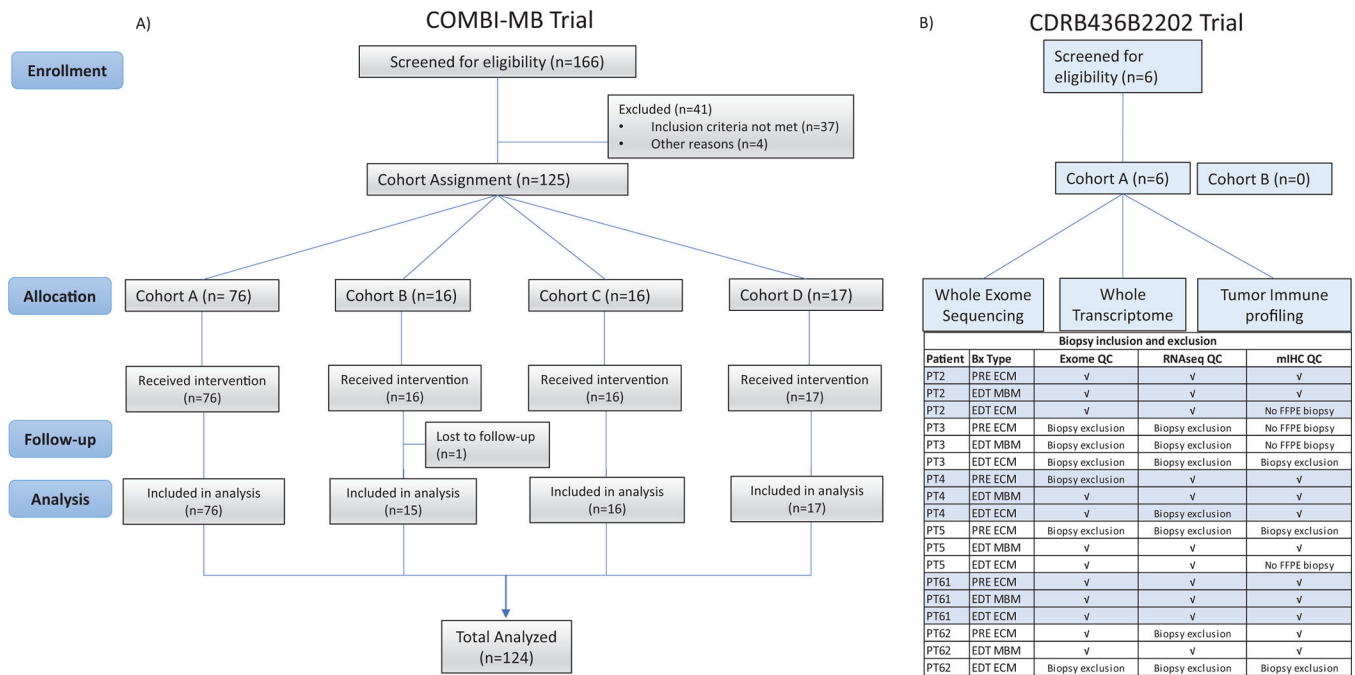 A)
COMBI-MB Trial
Enrollment
Screened for eligibility (n=166)
Excluded (n=41)
• Inclusion criteria not met (n=37)
• Other reasons (n=4)
Cohort Assignment (n=125)
Allocation
Cohort A (n= 76)
Cohort B (n=16)
Cohort C (n=16)
Cohort D (n=17)
Received intervention
(n=76)
Received intervention
(n=16)
Received intervention
(n=16)
Received intervention
(n=17)
Follow-up
Lost to follow-up
(n=1)
Analysis
Included in analysis
(n=76)
Included in analysis
(n=15)
Included in analysis
(n=16)
Included in analysis
(n=17)
Total Analyzed
(n=124)
B)
CDRB436B2202 Trial
Screened for
eligibility (n=6)
Cohort A (n=6)
Cohort B (n=0)
Whole Exome
Sequencing
Whole
Transcriptome
Tumor Immune
profiling
Biopsy inclusion and exclusion
Patient Bx Type Exome QC RNAseq QC mIHC QC
PT2 PRE ECM √ √ √
PT2 EDT MBM √ √ √
PT2 EDT ECM √ √ No FFPE biopsy
PT3 PRE ECM Biopsy exclusion Biopsy exclusion No FFPE biopsy
PT3 EDT MBM Biopsy exclusion Biopsy exclusion No FFPE biopsy
PT3 EDT ECM Biopsy exclusion Biopsy exclusion Biopsy exclusion
PT4 PRE ECM Biopsy exclusion √ √
PT4 EDT MBM √ √ √
PT4 EDT ECM √ Biopsy exclusion √
PT5 PRE ECM Biopsy exclusion Biopsy exclusion Biopsy exclusion
PT5 EDT MBM √ √ √
PT5 EDT ECM √ √ No FFPE biopsy
PT61 PRE ECM √ √ √
PT61 EDT MBM √ √ √
PT61 EDT ECM √ √ √
PT62 PRE ECM √ Biopsy exclusion √
PT62 EDT MBM √ √ √
PT62 EDT ECM Biopsy exclusion Biopsy exclusion Biopsy exclusion